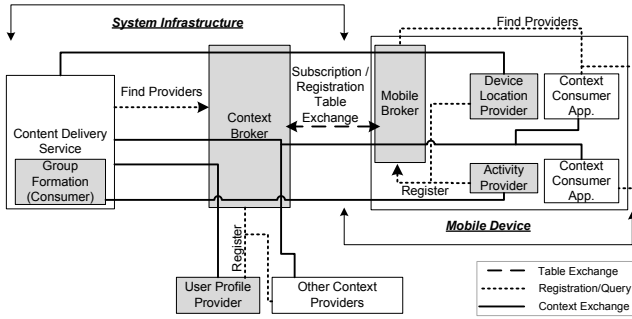 System Infrastructure
Find Providers
Find Providers
Content Delivery
Service
Group
Formation
(Consumer)
Context
Broker
Subscription /
Registration
Table
Exchange
Mobile
Broker
Device
Location
Provider
Context
Consumer
App.
Register
Activity
Provider
Context
Consumer
App.
Mobile Device
Register
User Profile
Provider
Other Context
Providers
Table Exchange
Registration/Query
Context Exchange